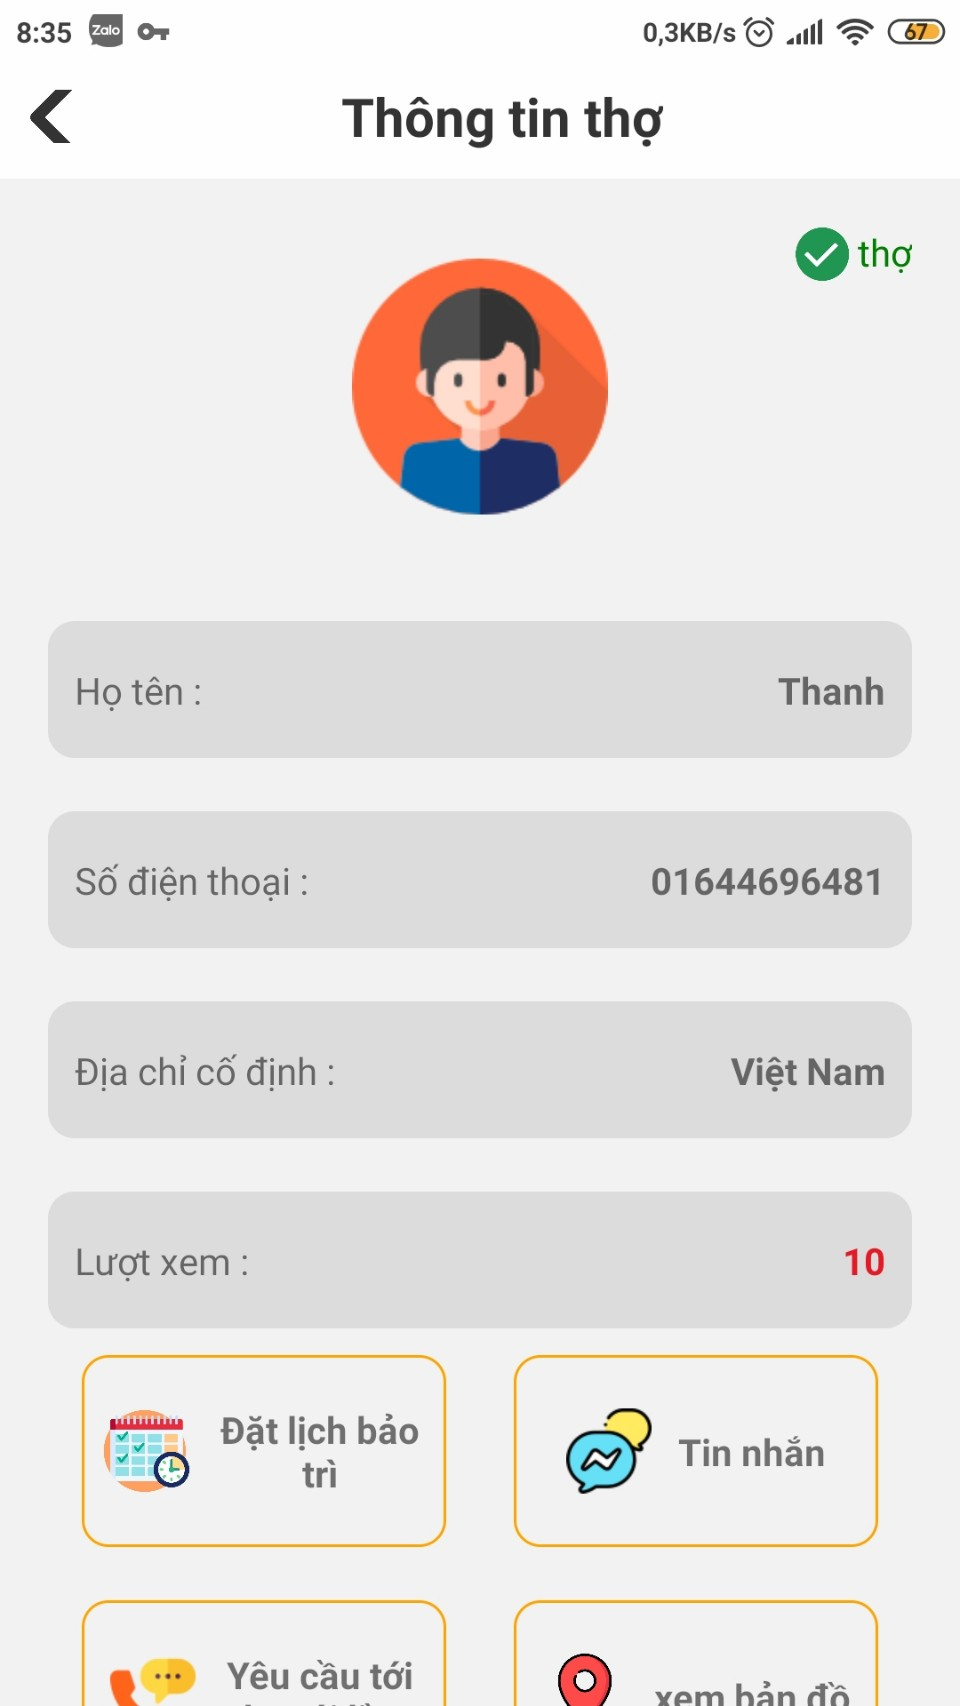 8:35 Zalo 0,3KB/s 67
Thông tin thợ
thợ
Họ tên : Thanh
Số điện thoại : 01644696481
Địa chỉ cố định : Việt Nam
Lượt xem : 10
Đặt lịch bảo
trì
Tin nhắn
Yêu cầu tới
xem bản đồ